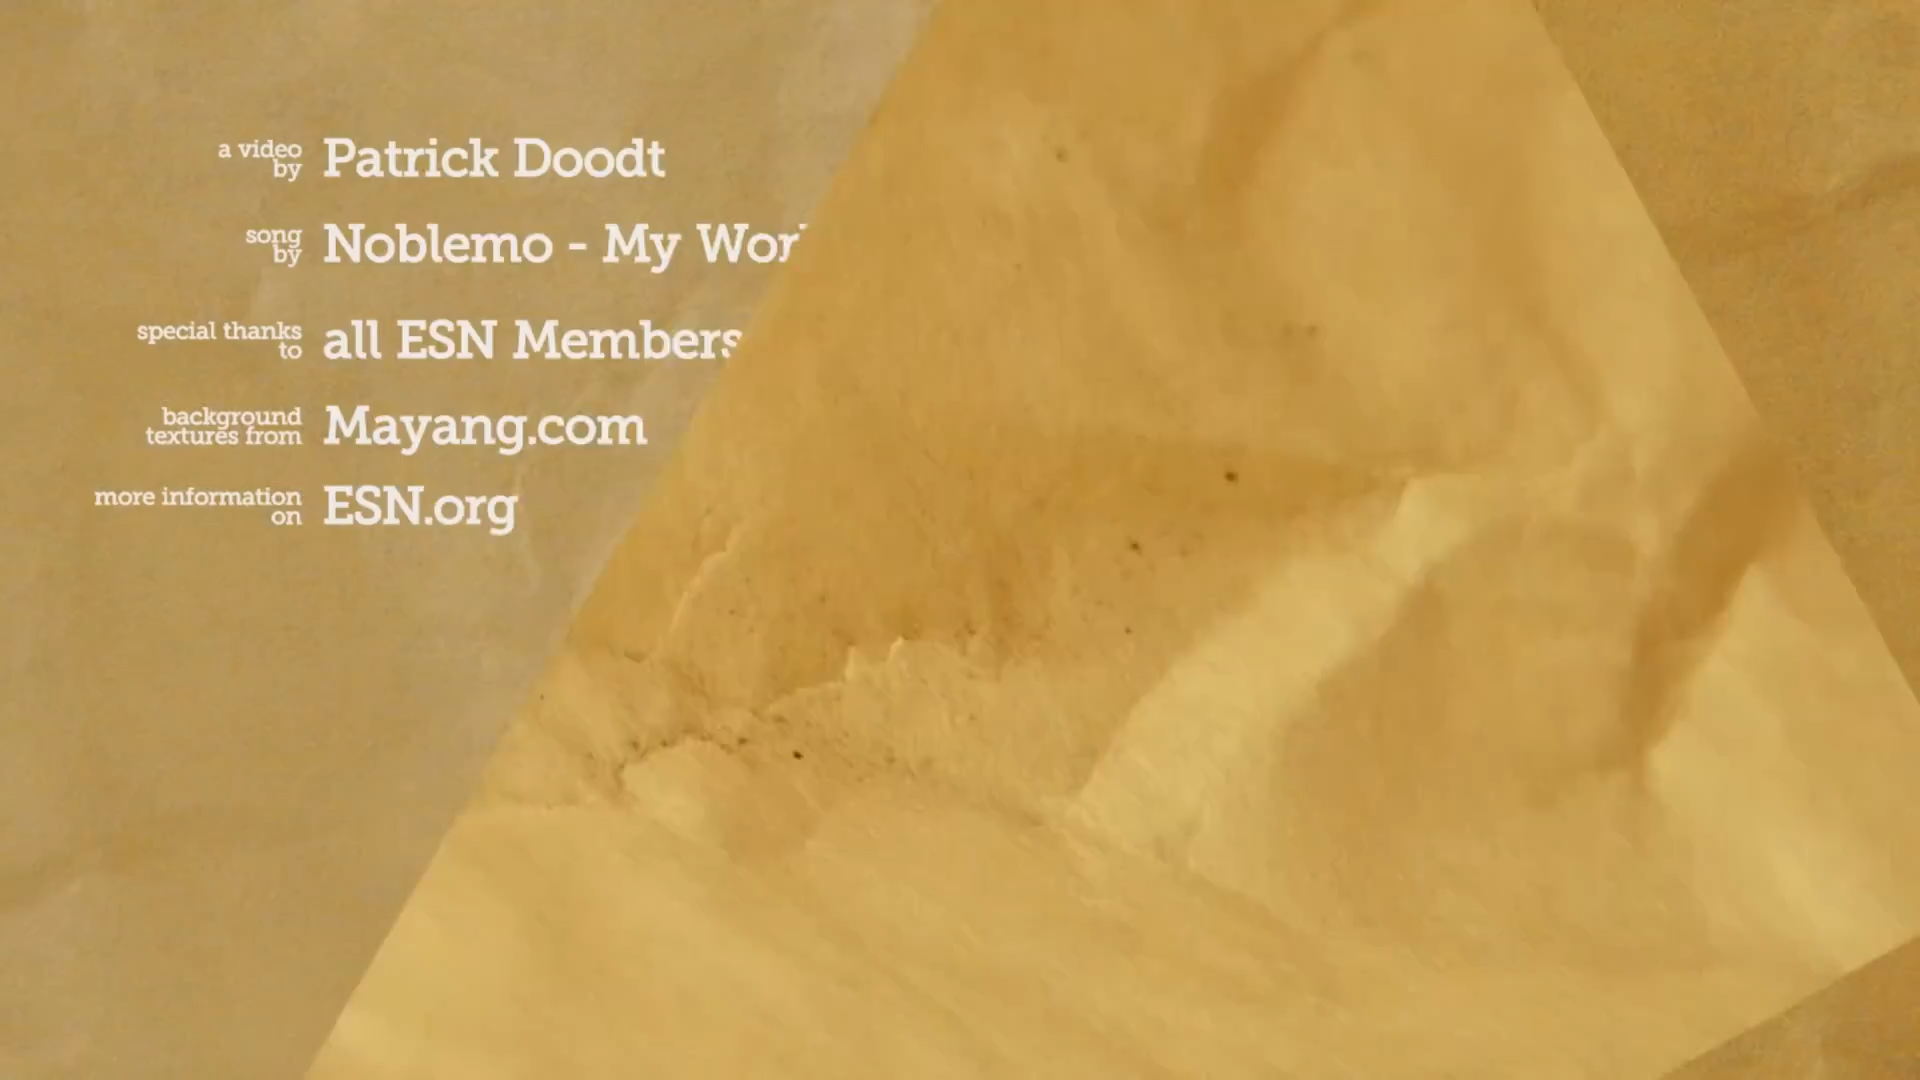 a video
by
Patrick Doodt
song
by
Noblemo - My
special thanks
to
all ESN Members
background
textures from
Mayang.com
more information
on
ESN.org